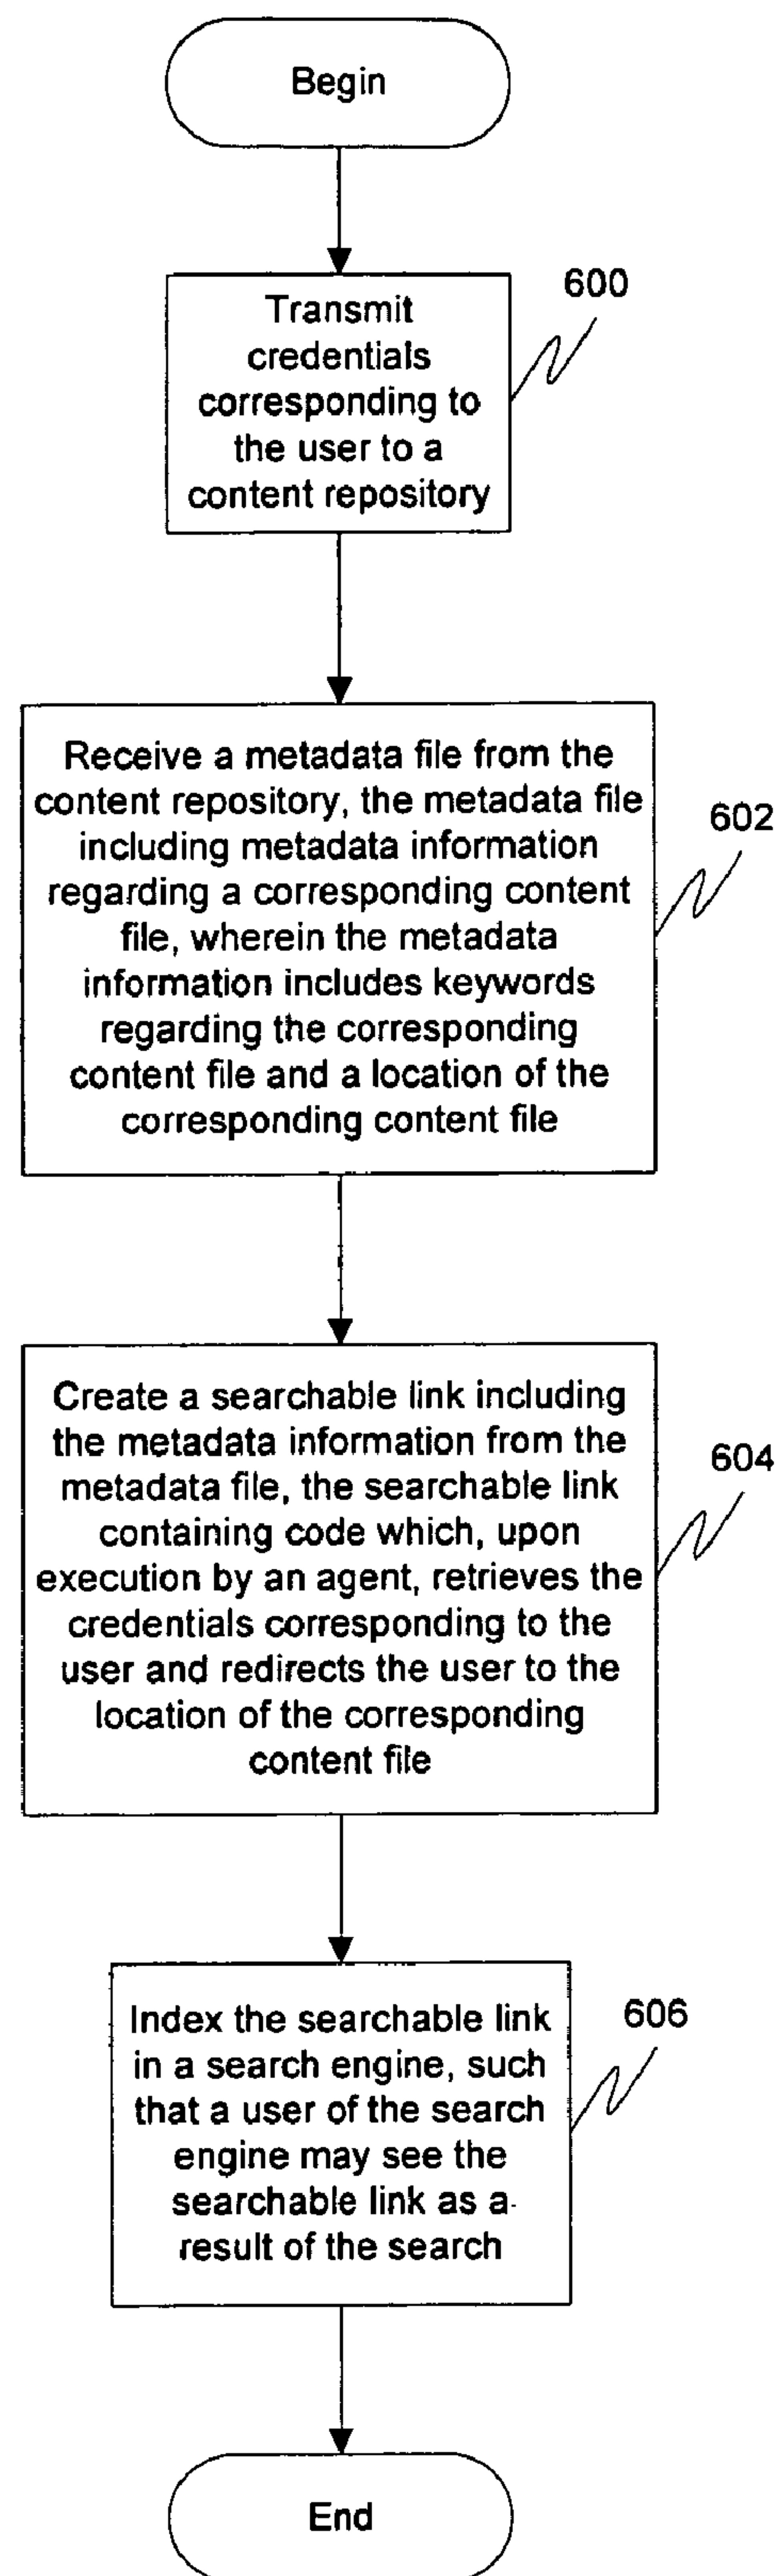 Begin
600
Transmit
credentials
corresponding to
the user to a
content repository
602
Receive a metadata file from the
content repository, the metadata file
including metadata information
regarding a corresponding content
file, wherein the metadata
information includes keywords
regarding the corresponding
content file and a location of the
corresponding content file
604
Create a searchable link including
the metadata information from the
metadata file, the searchable link
containing code which, upon
execution by an agent, retrieves the
credentials corresponding to the
user and redirects the user to the
location of the corresponding
content file
606
Index the searchable link
in a search engine, such
that a user of the search
engine may see the
searchable link as a
result of the search
End